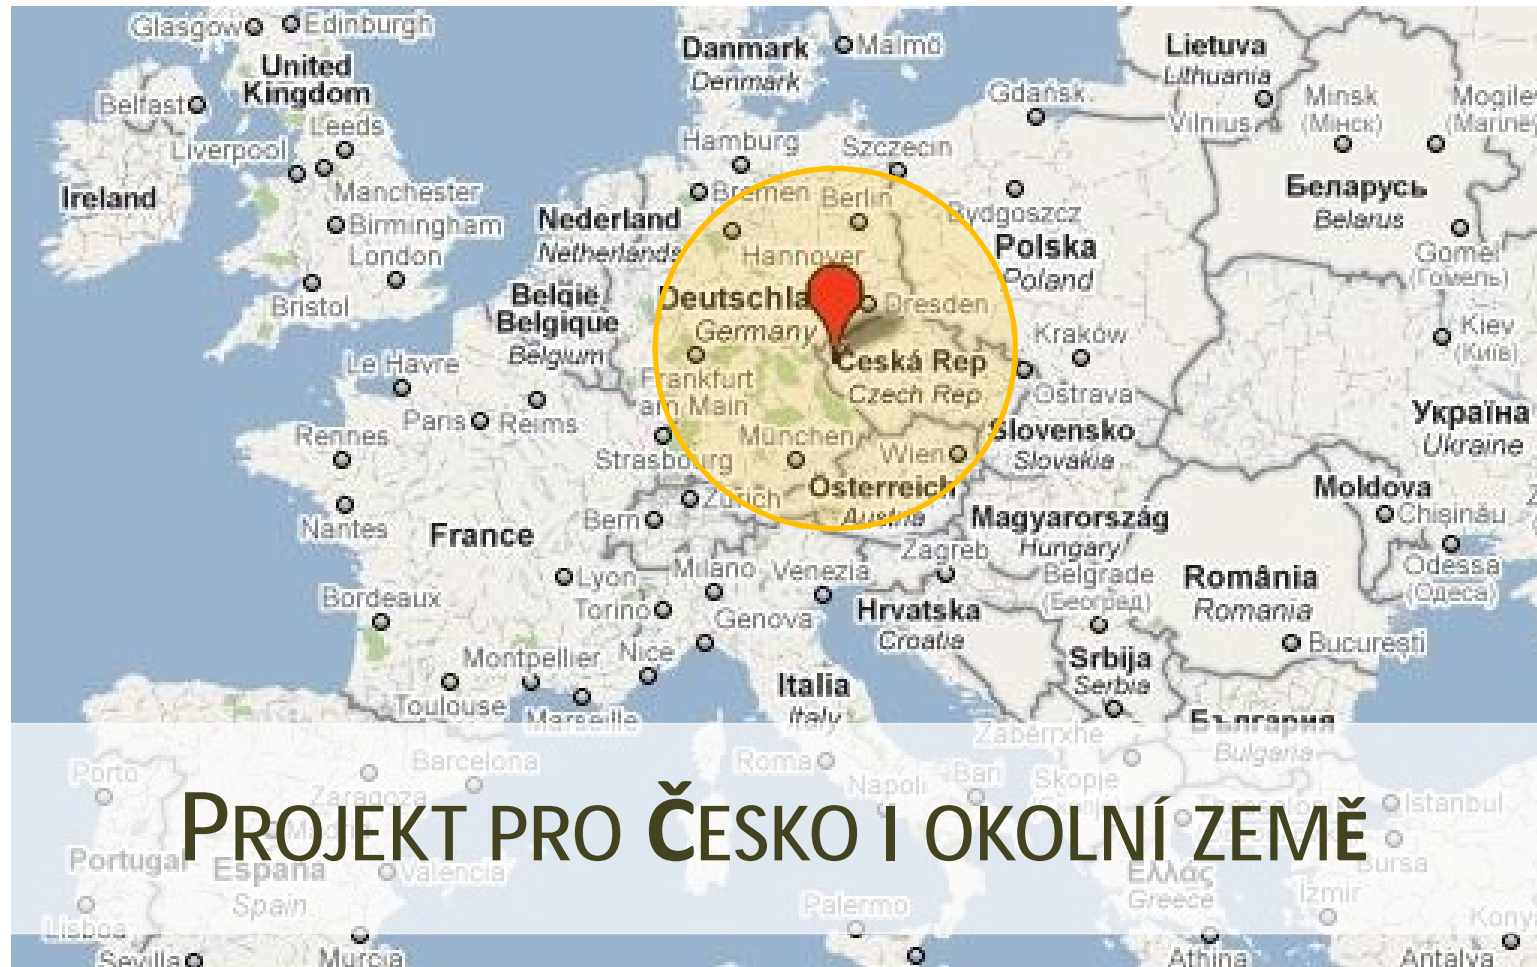 Glasgow Edinburgh
United
Kingdom
Danmark
Denmark
Malmö
Lietuva
Lithuania
Belfast
Leeds
Liverpool
Manchester
Ireland
Birmingham
London
Bristol
Gdańsk
Vilnius
Minsk
(Мінск)
Hamburg
Szczecin
Bremen
Berlin
Bydgoszcz
Nederland
Netherlands
Hannover
Polska
Poland
Беларусь
Belarus
Gomel
(Гомель)
België,
Belgique
Belgium
Deutschla
Germany
Dresden
Kraków
Kiev
(Київ)
Le Havre
Česká Rep
Czech Rep
Frankfurt
am Main
Ostrava
Paris
Reims
Rennes
Україна
Ukraine
München
Wien
Slovensko
Slovakia
Strasbourg
Zürich
Österreich
Austria
Moldova
Chișinău
Nantes
France
Bern
Magyarország
Hungary
Zagreb
Odessa
(Одеса)
Lyon
Milano
Venezia
Belgrade
(Београд)
România
Romania
Torino
Bordeaux
Genova
Hrvatska
Croatia
București
Montpellier
Nice
Srbija
Serbia
Italia
Italy
Toulouse
Marseille
България
Bulgaria
Porto
Barcelona
Roma
Zaragoza
Napoli
Bari
Skopje
Istanbul
PROJEKT PRO ČESKO I OKOLNÍ ZEMĚ
Portugal
España
Spain
Valencia
Ελλάς
Greece
Bursa
İzmir
Lisboa
Palermo
Sevilla
Murcia
Athina
Antalya